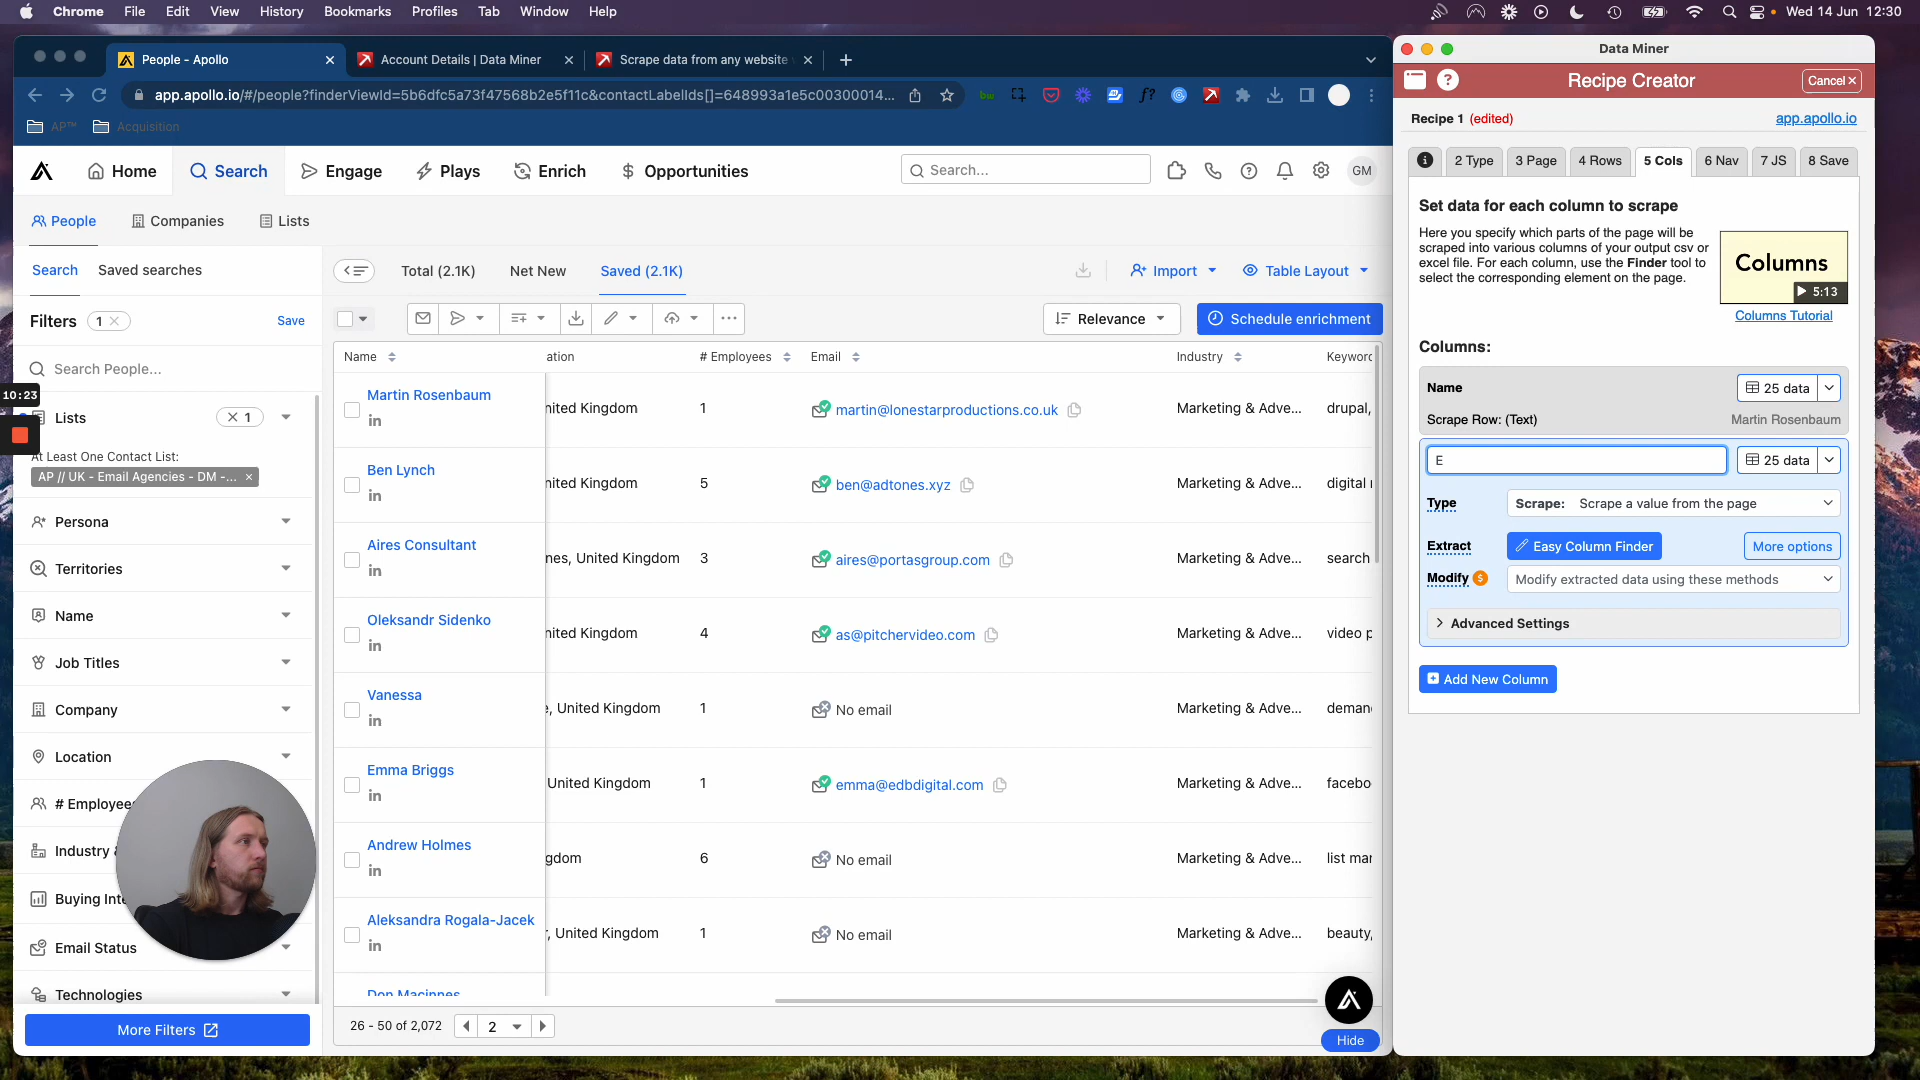 Chrome File Edit View History Bookmarks Profiles Tab Window Help
Wed 14 Jun 12:30
People - Apollo
Account Details | Data Miner
Scrape data from any website
app.apollo.io/#/people?finderViewId=5b6dfc5a73f47568b2e5f11c&contactLabelIds[]=648993a1e5c00300014...
AP™ Acquisition
Home Search Engage Plays Enrich Opportunities
Search...
GM
People Companies Lists
Search Saved searches
Total (2.1K) Net New Saved (2.1K)
Import Table Layout
Filters 1 Save
Relevance Schedule enrichment
Search People...
10:23
Lists 1
At Least One Contact List:
AP // UK - Email Agencies - DM -...
Persona
Territories
Name
Job Titles
Company
Location
# Employees
Industry &
Buying Inte
Email Status
Technologies
More Filters
Name ation # Employees Email Industry Keyword
Martin Rosenbaum nited Kingdom 1 martin@lonestarproductions.co.uk Marketing & Adve... drupal,
in
Ben Lynch nited Kingdom 5 ben@adtones.xyz Marketing & Adve... digital
in
Aires Consultant nes, United Kingdom 3 aires@portasgroup.com Marketing & Adve... search
in
Oleksandr Sidenko nited Kingdom 4 as@pitchervideo.com Marketing & Adve... video p
in
Vanessa , United Kingdom 1 No email Marketing & Adve... deman
in
Emma Briggs United Kingdom 1 emma@edbdigital.com Marketing & Adve... facebo
in
Andrew Holmes gdom 6 No email Marketing & Adve... list mar
in
Aleksandra Rogala-Jacek , United Kingdom 1 No email Marketing & Adve... beauty,
in
Don Macinnes
26 - 50 of 2,072 2
Hide
Data Miner
Recipe Creator
Cancel
Recipe 1 (edited) app.apollo.io
2 Type 3 Page 4 Rows 5 Cols 6 Nav 7 JS 8 Save
Set data for each column to scrape
Here you specify which parts of the page will be
scraped into various columns of your output csv or
excel file. For each column, use the Finder tool to
select the corresponding element on the page.
Columns
5:13
Columns Tutorial
Columns:
Name 25 data
Scrape Row: (Text) Martin Rosenbaum
E 25 data
Type Scrape: Scrape a value from the page
Extract Easy Column Finder More options
Modify $ Modify extracted data using these methods
Advanced Settings
Add New Column